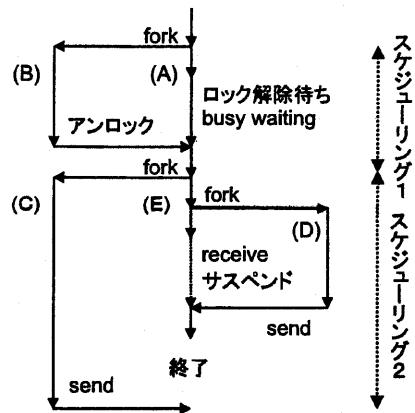 fork
(B)
(A)
ロック解除待ち
busy waiting
アンロック
fork
(C)
(E)
fork
(D)
receive
サスペンド
send
終了
send
スケジューリング1
スケジューリング2